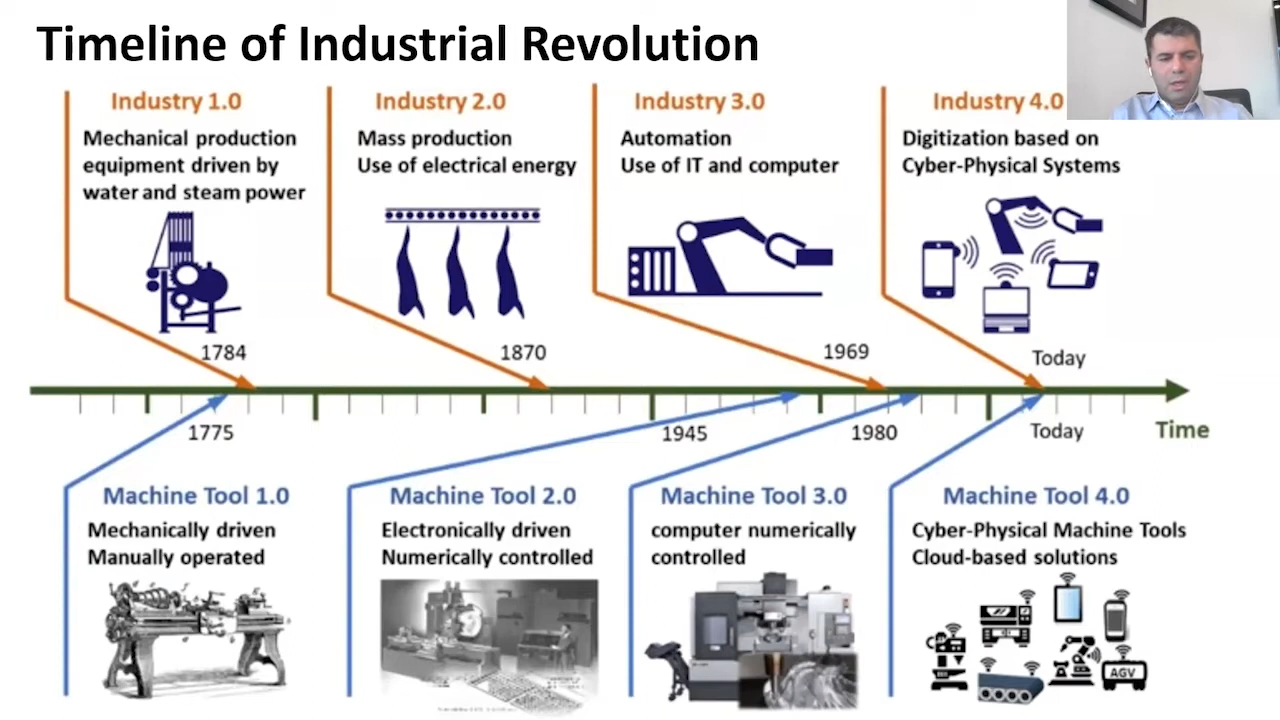 Timeline of Industrial Revolution
Industry 1.0
Mechanical production
equipment driven by
water and steam power
Industry 2.0
Mass production
Use of electrical energy
Industry 3.0
Automation
Use of IT and computer
Industry 4.0
Digitization based on
Cyber-Physical Systems
1784
1870
1969
Today
1775
1945
1980
Today
Time
Machine Tool 1.0
Mechanically driven
Manually operated
Machine Tool 2.0
Electronically driven
Numerically controlled
Machine Tool 3.0
computer numerically
controlled
Machine Tool 4.0
Cyber-Physical Machine Tools
Cloud-based solutions
AGV